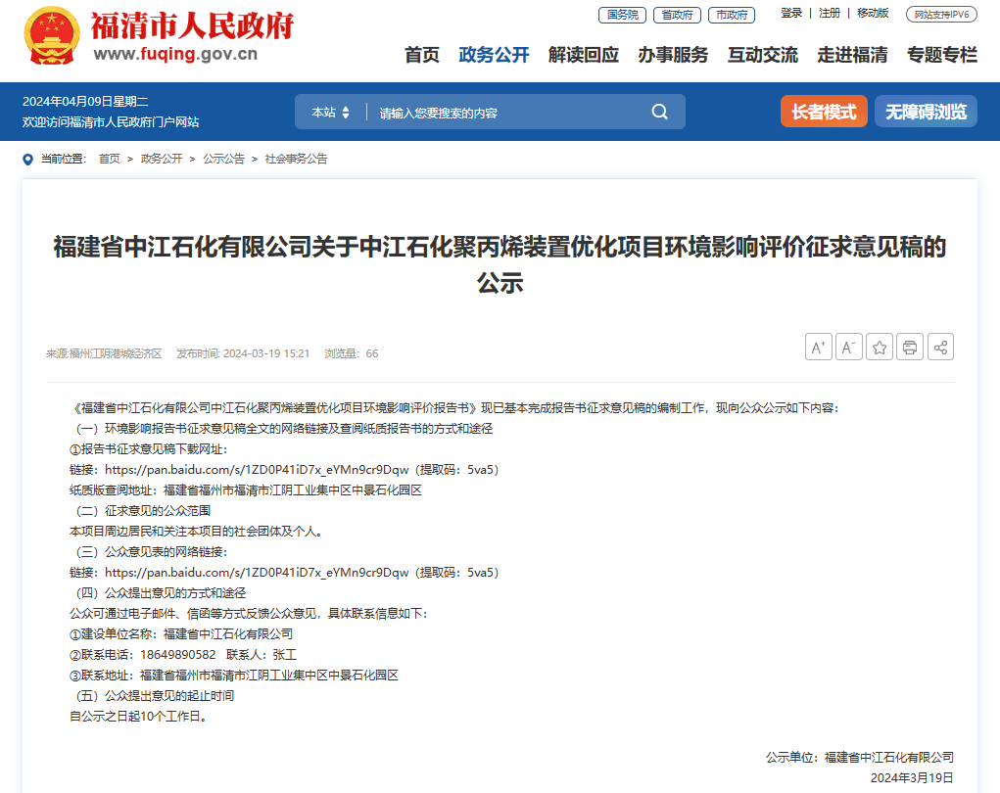 福清市人民政府
www.fuqing.gov.cn
国务院 省政府 市政府 登录 | 注册 | 移动版 网站支持IPV6
首页 政务公开 解读回应 办事服务 互动交流 走进福清 专题专栏
2024年04月09日星期二
欢迎访问福清市人民政府门户网站
本站 请输入您要搜索的内容
长者模式 无障碍浏览
当前位置： 首页 > 政务公开 > 公示公告 > 社会事务公告
福建省中江石化有限公司关于中江石化聚丙烯装置优化项目环境影响评价征求意见稿的
公示
来源:福州江阴港城经济区 发布时间: 2024-03-19 15:21 浏览量： 66
A+ A-
《福建省中江石化有限公司中江石化聚丙烯装置优化项目环境影响评价报告书》现已基本完成报告书征求意见稿的编制工作，现向公众公示如下内容：
（一）环境影响报告书征求意见稿全文的网络链接及查阅纸质报告书的方式和途径
①报告书征求意见稿下载网址：
链接：https://pan.baidu.com/s/1ZD0P41iD7x_eYMn9cr9Dqw（提取码：5va5）
纸质版查阅地址：福建省福州市福清市江阴工业集中区中景石化园区
（二）征求意见的公众范围
本项目周边居民和关注本项目的社会团体及个人。
（三）公众意见表的网络链接：
链接：https://pan.baidu.com/s/1ZD0P41iD7x_eYMn9cr9Dqw（提取码：5va5）
（四）公众提出意见的方式和途径
公众可通过电子邮件、信函等方式反馈公众意见，具体联系信息如下：
①建设单位名称：福建省中江石化有限公司
②联系电话：18649890582 联系人：张工
③联系地址：福建省福州市福清市江阴工业集中区中景石化园区
（五）公众提出意见的起止时间
自公示之日起10个工作日。
公示单位：福建省中江石化有限公司
2024年3月19日